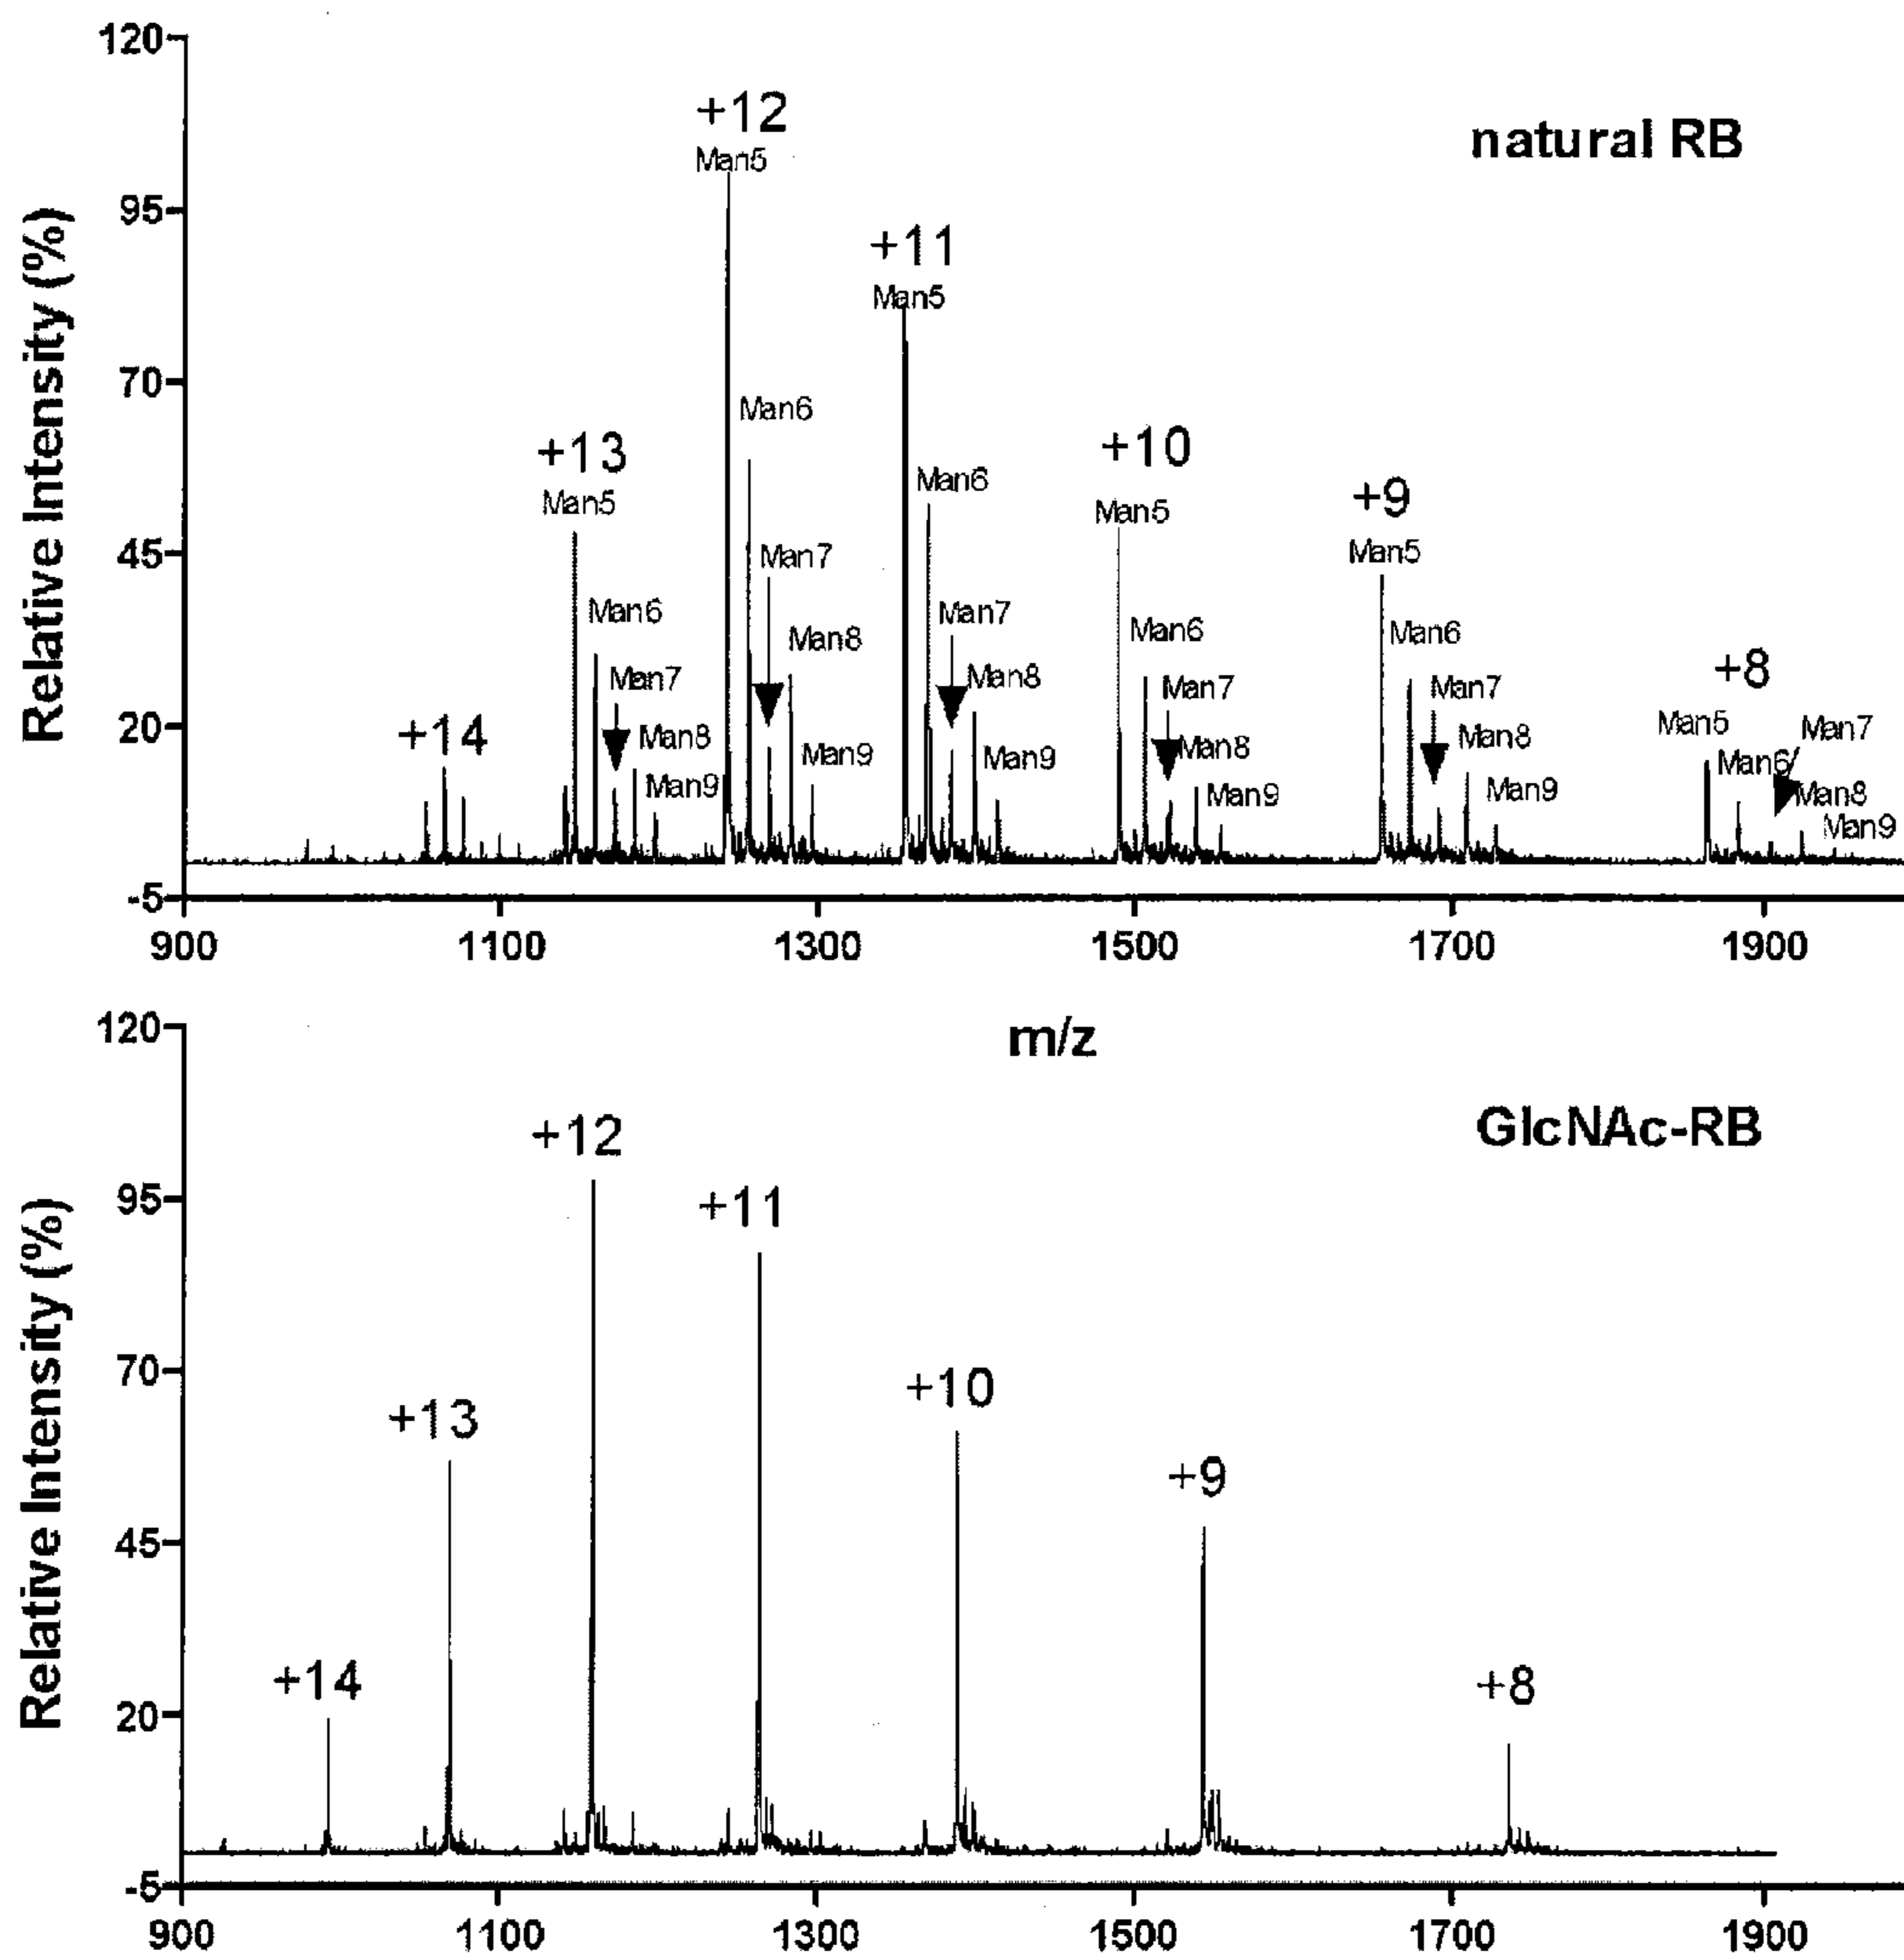 120
+12
Man5
natural RB
95
+11
Man5
Relative Intensity (%)
70
Man6
+13
+10
Man6
Man5
Man5
+9
45
Man7
Man5
Man6
Man7
Man8
Man6
Man6
Man7
Man8
Man7
Man7
+8
20
+14
Man8
Man9
Man9
Man8
Man8
Man5
Man7
Man6
Man9
Man9
Man9
Man8
Man9
-5
900
1100
1300
1500
1700
1900
m/z
120
+12
GlcNAc-RB
95
+11
Relative Intensity (%)
70
+13
+10
45
+9
20
+14
+8
-5
900
1100
1300
1500
1700
1900